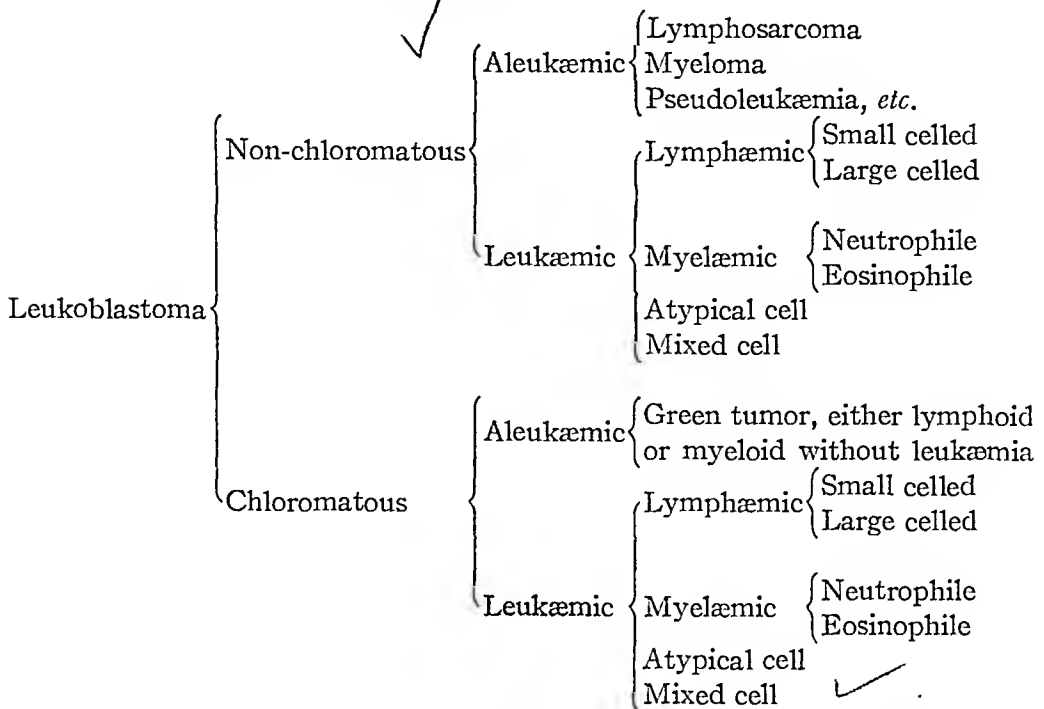 Lymphosarcoma
Aleukæmic Myeloma
Pseudoleukæmia, etc.
Non-chloromatous Lymphæmic Small celled
Large celled
Leukæmic Myelæmic Neutrophile
Eosinophile
Leukoblastoma Atypical cell
Mixed cell
Aleukæmic Green tumor, either lymphoid
or myeloid without leukæmia
Chloromatous Lymphæmic Small celled
Large celled
Leukæmic Myelæmic Neutrophile
Eosinophile
Atypical cell
Mixed cell